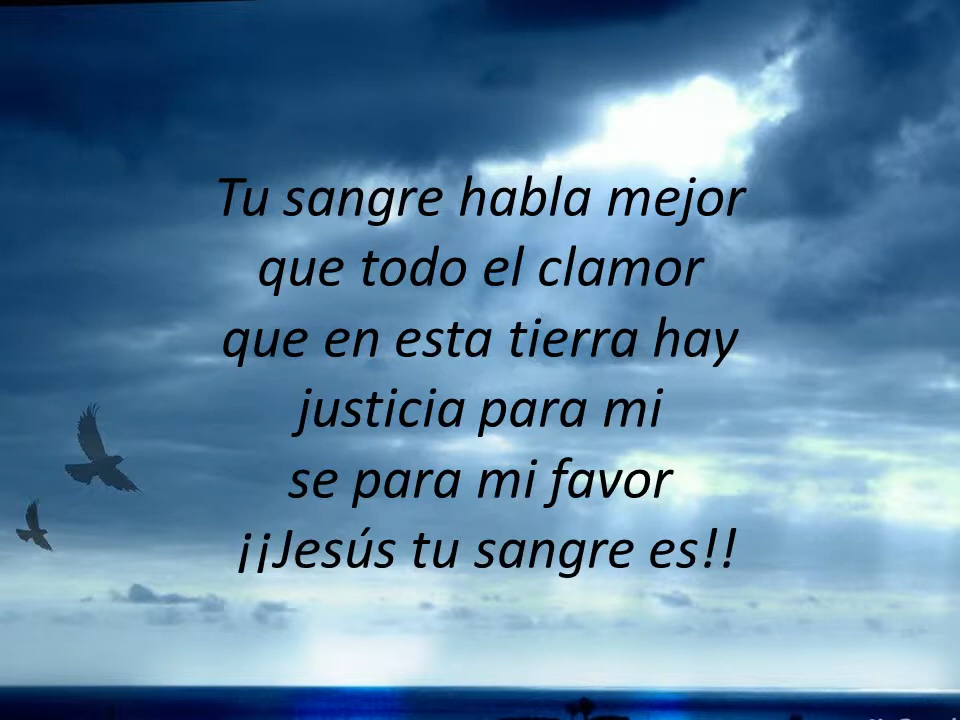 Tu sangre habla mejor
que todo el clamor
que en esta tierra hay
justicia para mi
se para mi favor
¡¡Jesús tu sangre es!!